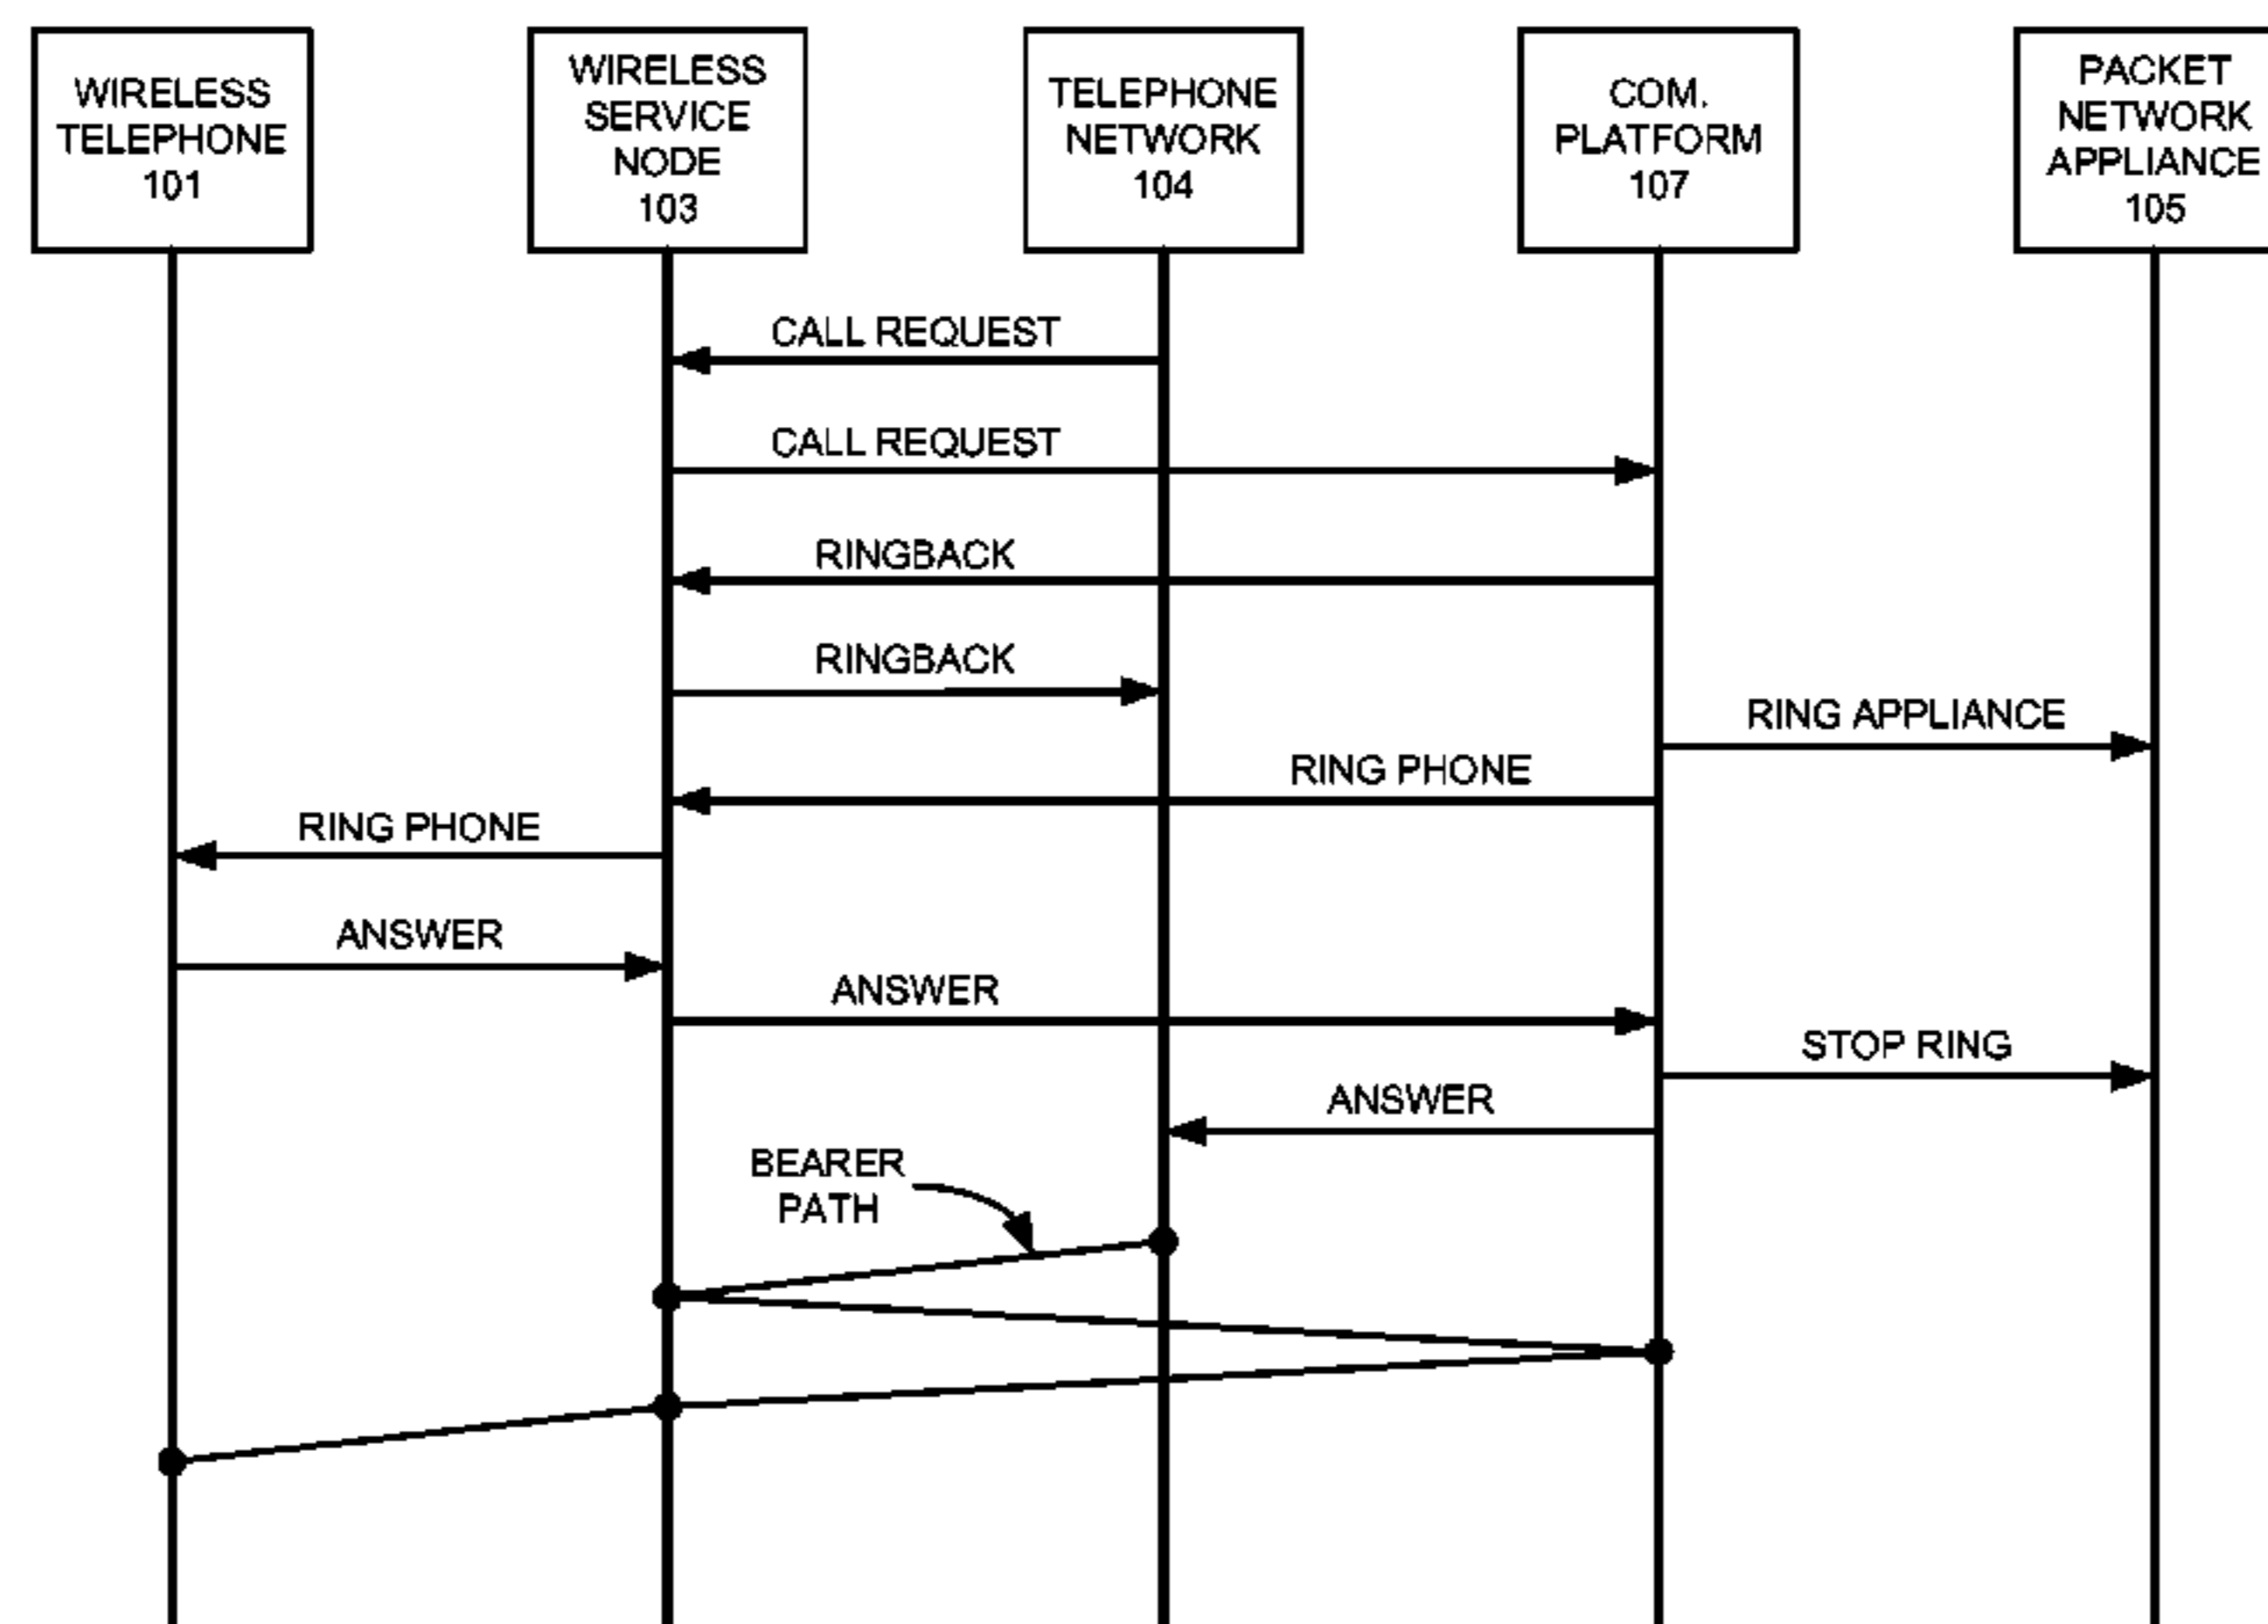 WIRELESS
TELEPHONE
101
WIRELESS
SERVICE
NODE
103
TELEPHONE
NETWORK
104
COM.
PLATFORM
107
PACKET
NETWORK
APPLIANCE
105
CALL REQUEST
CALL REQUEST
RINGBACK
RINGBACK
RING APPLIANCE
RING PHONE
RING PHONE
ANSWER
ANSWER
STOP RING
ANSWER
BEARER
PATH